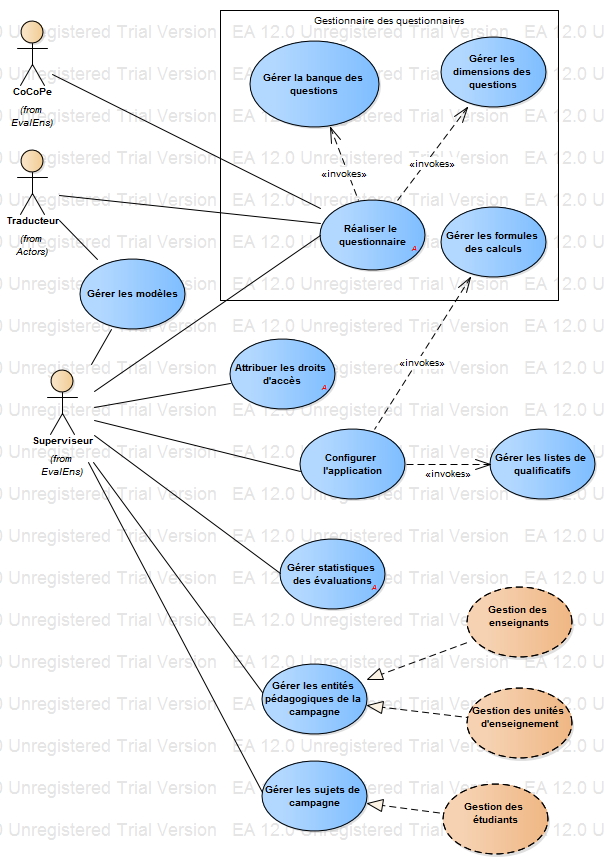 Gestionnaire des questionnaires
CoCoPe
(from
EvalEns)
Gérer la banque des
questions
Gérer les
dimensions des
questions
«invokes»
«invokes»
Traducteur
(from
Actors)
Réaliser le
questionnaire
Gérer les formules
des calculs
Gérer les modèles
«invokes»
Attribuer les droits
d'accès
Superviseur
(from
EvalEns)
Configurer
l'application
«invokes»
Gérer les listes de
qualificatifs
Gérer statistiques
des évaluations
Gestion des
enseignants
Gérer les entités
pédagogiques de la
campagne
Gestion des unités
d'enseignement
Gérer les sujets de
campagne
Gestion des
étudiants
EA 12.0 Unregistered Trial Version